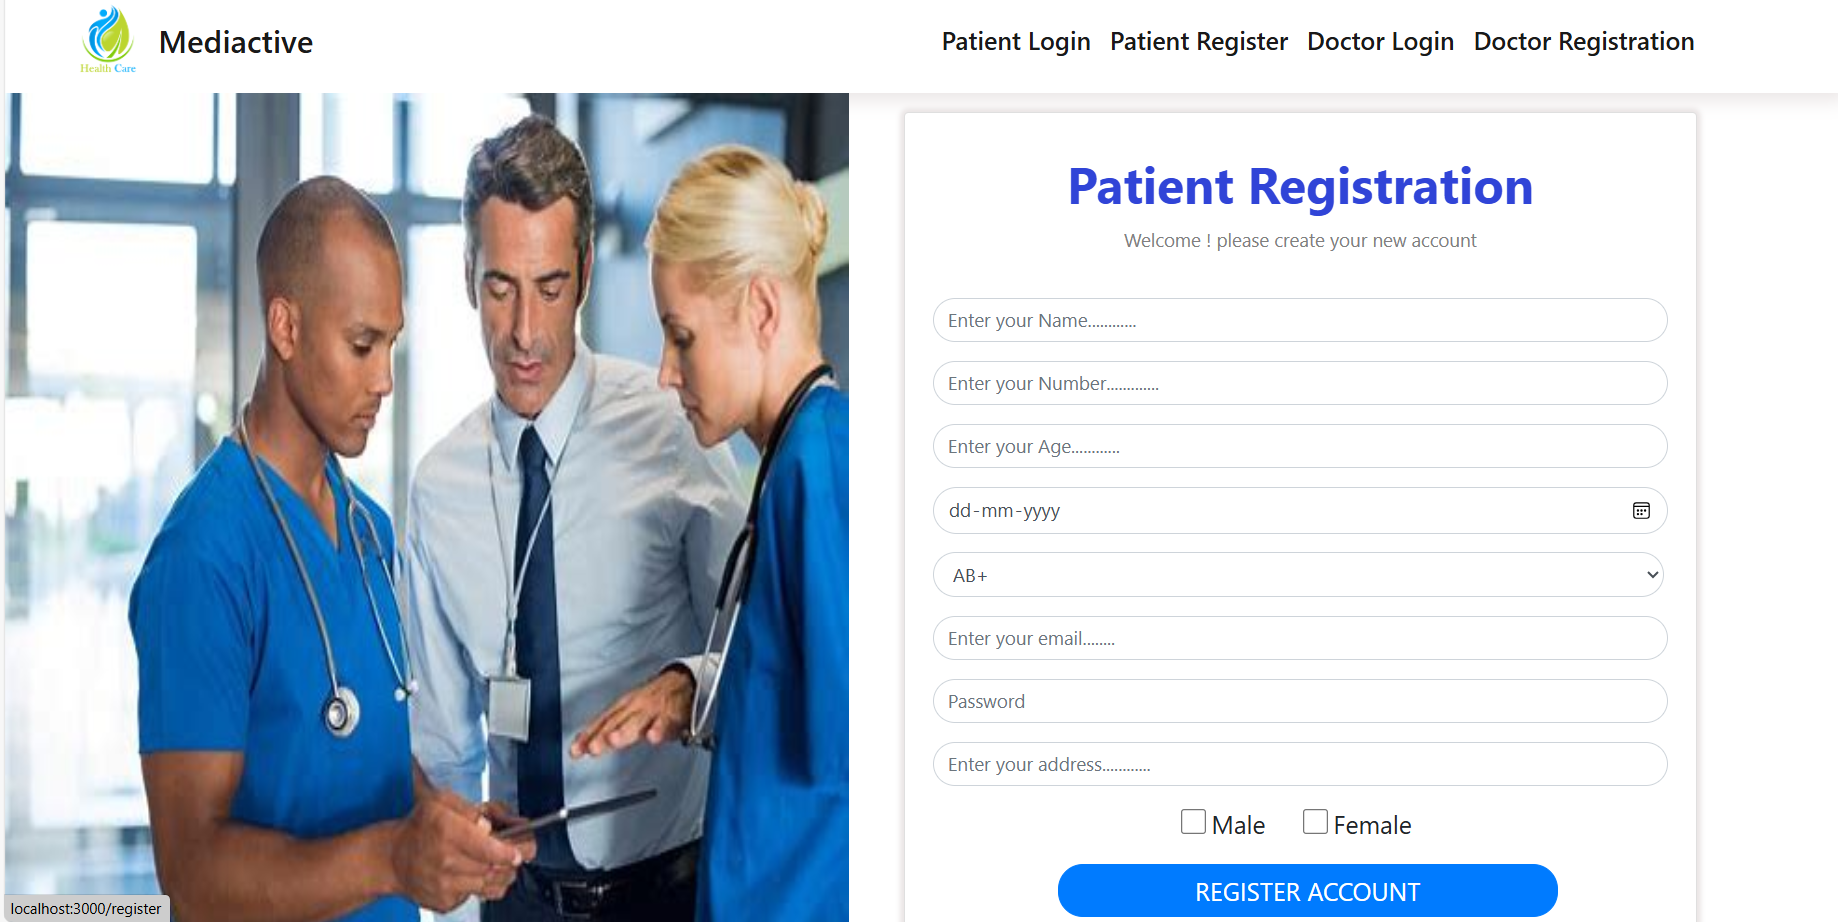 Health Care
Mediactive
Patient Login Patient Register Doctor Login Doctor Registration
Patient Registration
Welcome ! please create your new account
Enter your Name............
Enter your Number.............
Enter your Age............
dd-mm-yyyy
AB+
Enter your email........
Password
Enter your address............
Male Female
REGISTER ACCOUNT
localhost:3000/register